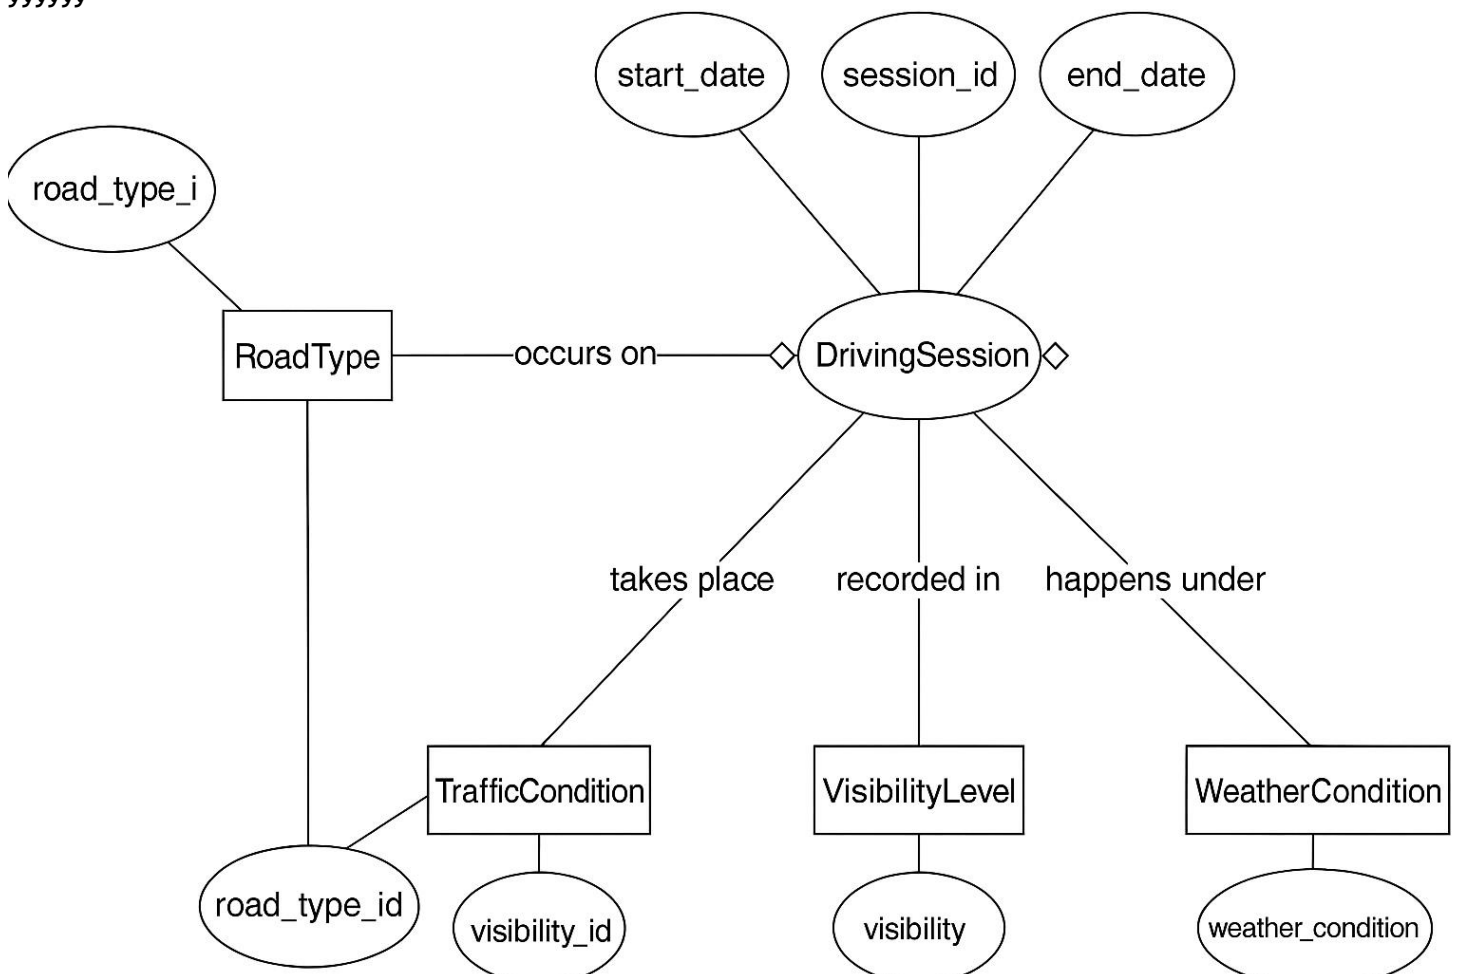 yyyyyy
start_date
session_id
end_date
road_type_i
RoadType
occurs on
DrivingSession
takes place
recorded in
happens under
TrafficCondition
VisibilityLevel
WeatherCondition
road_type_id
visibility_id
visibility
weather_condition